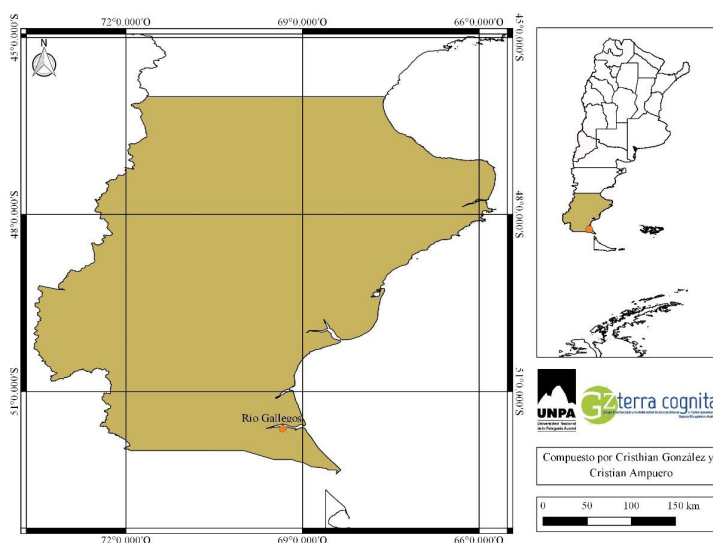 72°0.000'O 69°0.000'O 66°0.000'O
45°0.000'S 45°0.000'S
N
48°0.000'S 48°0.000'S
51°0.000'S 51°0.000'S
Rio Gallegos
72°0.000'O 69°0.000'O 66°0.000'O
UNPA
Universidad Nacional
de la Patagonia Austral
GZ terra cognita
Compuesto por Cristhian González y
Cristian Ampuero
0 50 100 150 km